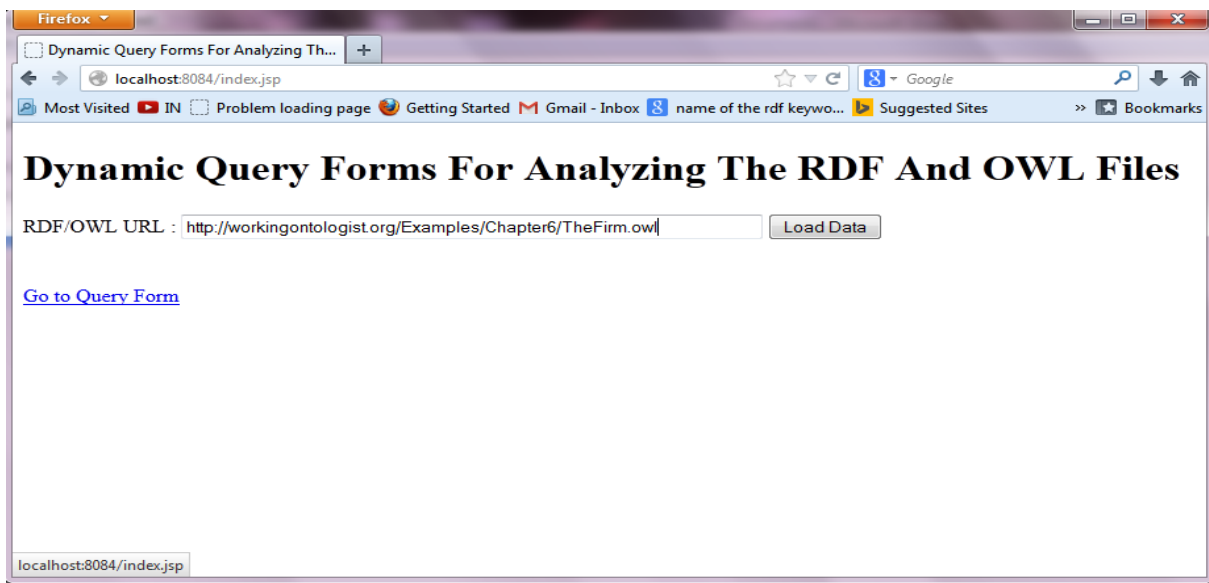 Firefox
Dynamic Query Forms For Analyzing Th...
localhost:8084/index.jsp
Google
Most Visited IN Problem loading page Getting Started Gmail - Inbox name of the rdf keywo... Suggested Sites » Bookmarks
Dynamic Query Forms For Analyzing The RDF And OWL Files
RDF/OWL URL : http://workingontologist.org/Examples/Chapter6/TheFirm.owl Load Data
Go to Query Form
localhost:8084/index.jsp